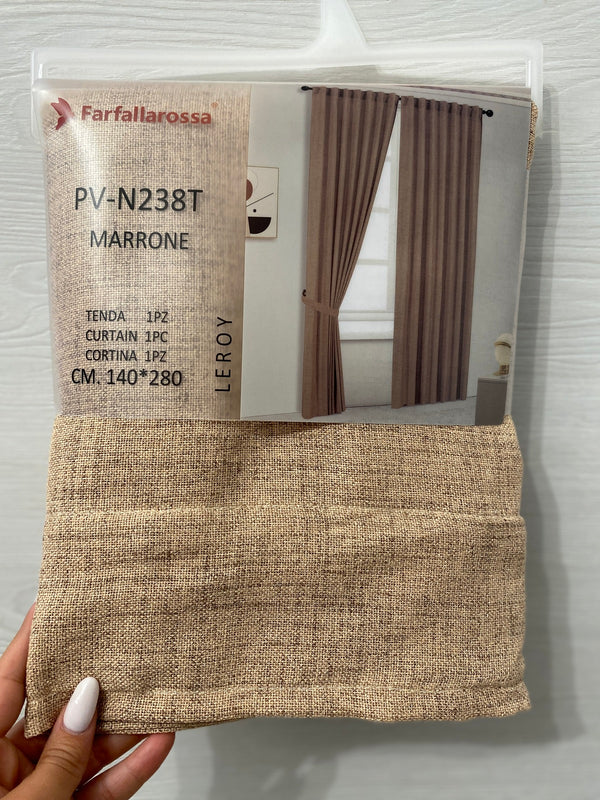 Farfallarossa®
PV-N238T
MARRONE
TENDA 1PZ
CURTAIN 1PC
CORTINA 1PZ
CM. 140*280
LEROY